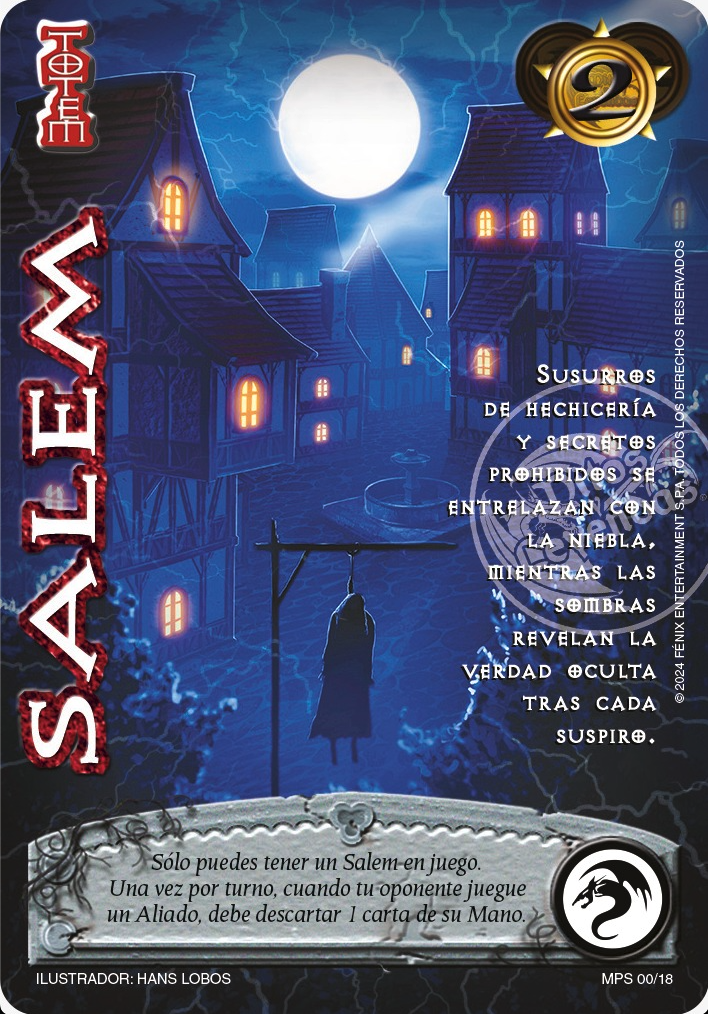 TOTEM
2
SALEM
Susurros
de hechicería
y secretos
prohibidos se
entrelazan con
la niebla,
mientras las
sombras
revelan la
verdad oculta
tras cada
suspiro.
©2024 FÉNIX ENTERTAINMENT S.PA. TODOS LOS DERECHOS RESERVADOS
Mitos
Leyendas
Sólo puedes tener un Salem en juego.
Una vez por turno, cuando tu oponente juegue
un Aliado, debe descartar 1 carta de su Mano.
ILUSTRADOR: HANS LOBOS
MPS 00/18